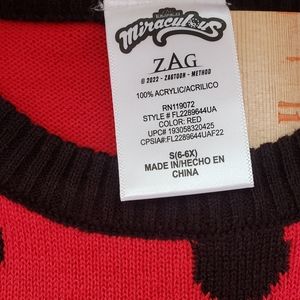 Miraculous
ZAG
© 2022 - ZAGTOON - METHOD
100% ACRYLIC/ACRILICO
RN119072
STYLE # FL2289644UA
COLOR: RED
UPC# 193058320425
CPSIA#: FL2289644UAF22
S(6-6X)
MADE IN/HECHO EN
CHINA